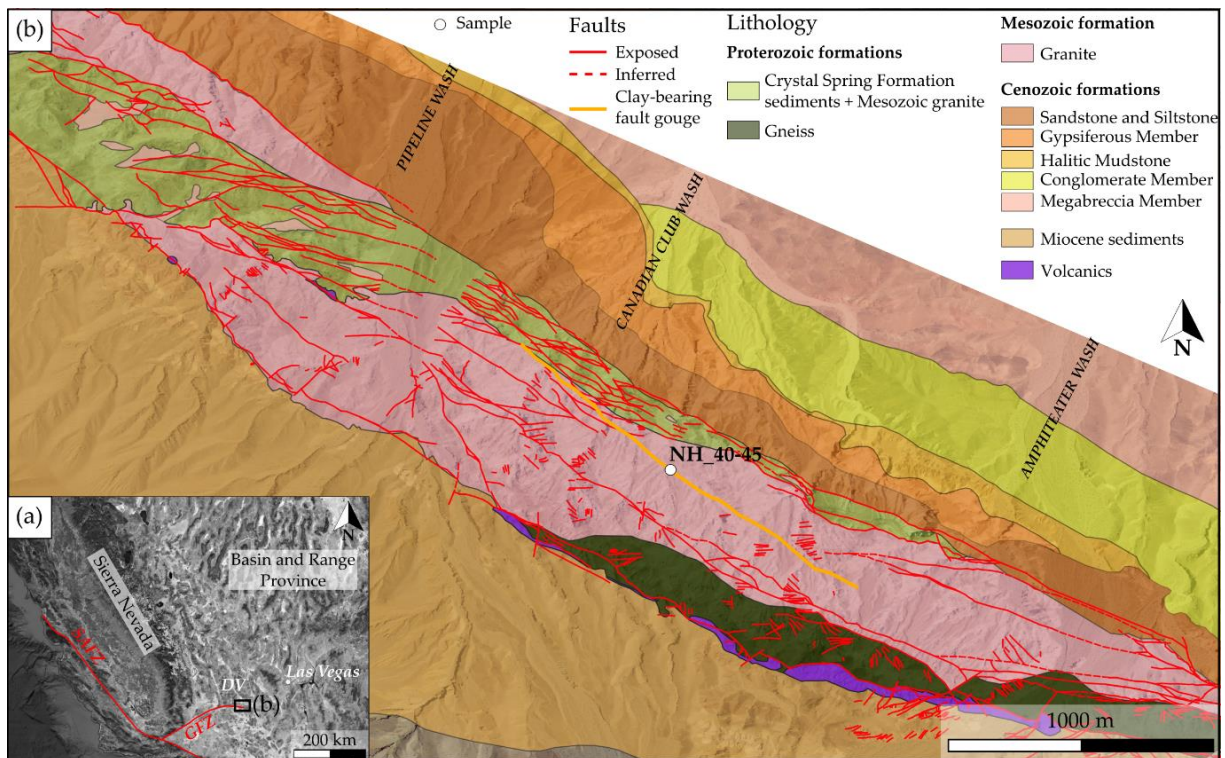 (b)
Sample
Faults
Exposed
Inferred
Clay-bearing
fault gouge
Lithology
Proterozoic formations
Crystal Spring Formation
sediments + Mesozoic granite
Gneiss
Mesozoic formation
Granite
Cenozoic formations
Sandstone and Siltstone
Gypsiferous Member
Halitic Mudstone
Conglomerate Member
Megabreccia Member
Miocene sediments
Volcanics
PIPELINE WASH
CANADIAN CLUB WASH
AMPHITEATER WASH
N
NH_40-45
1000 m
(a)
N
Sierra Nevada
Basin and Range
Province
SAFZ
GFZ
DV
Las Vegas
(b)
200 km